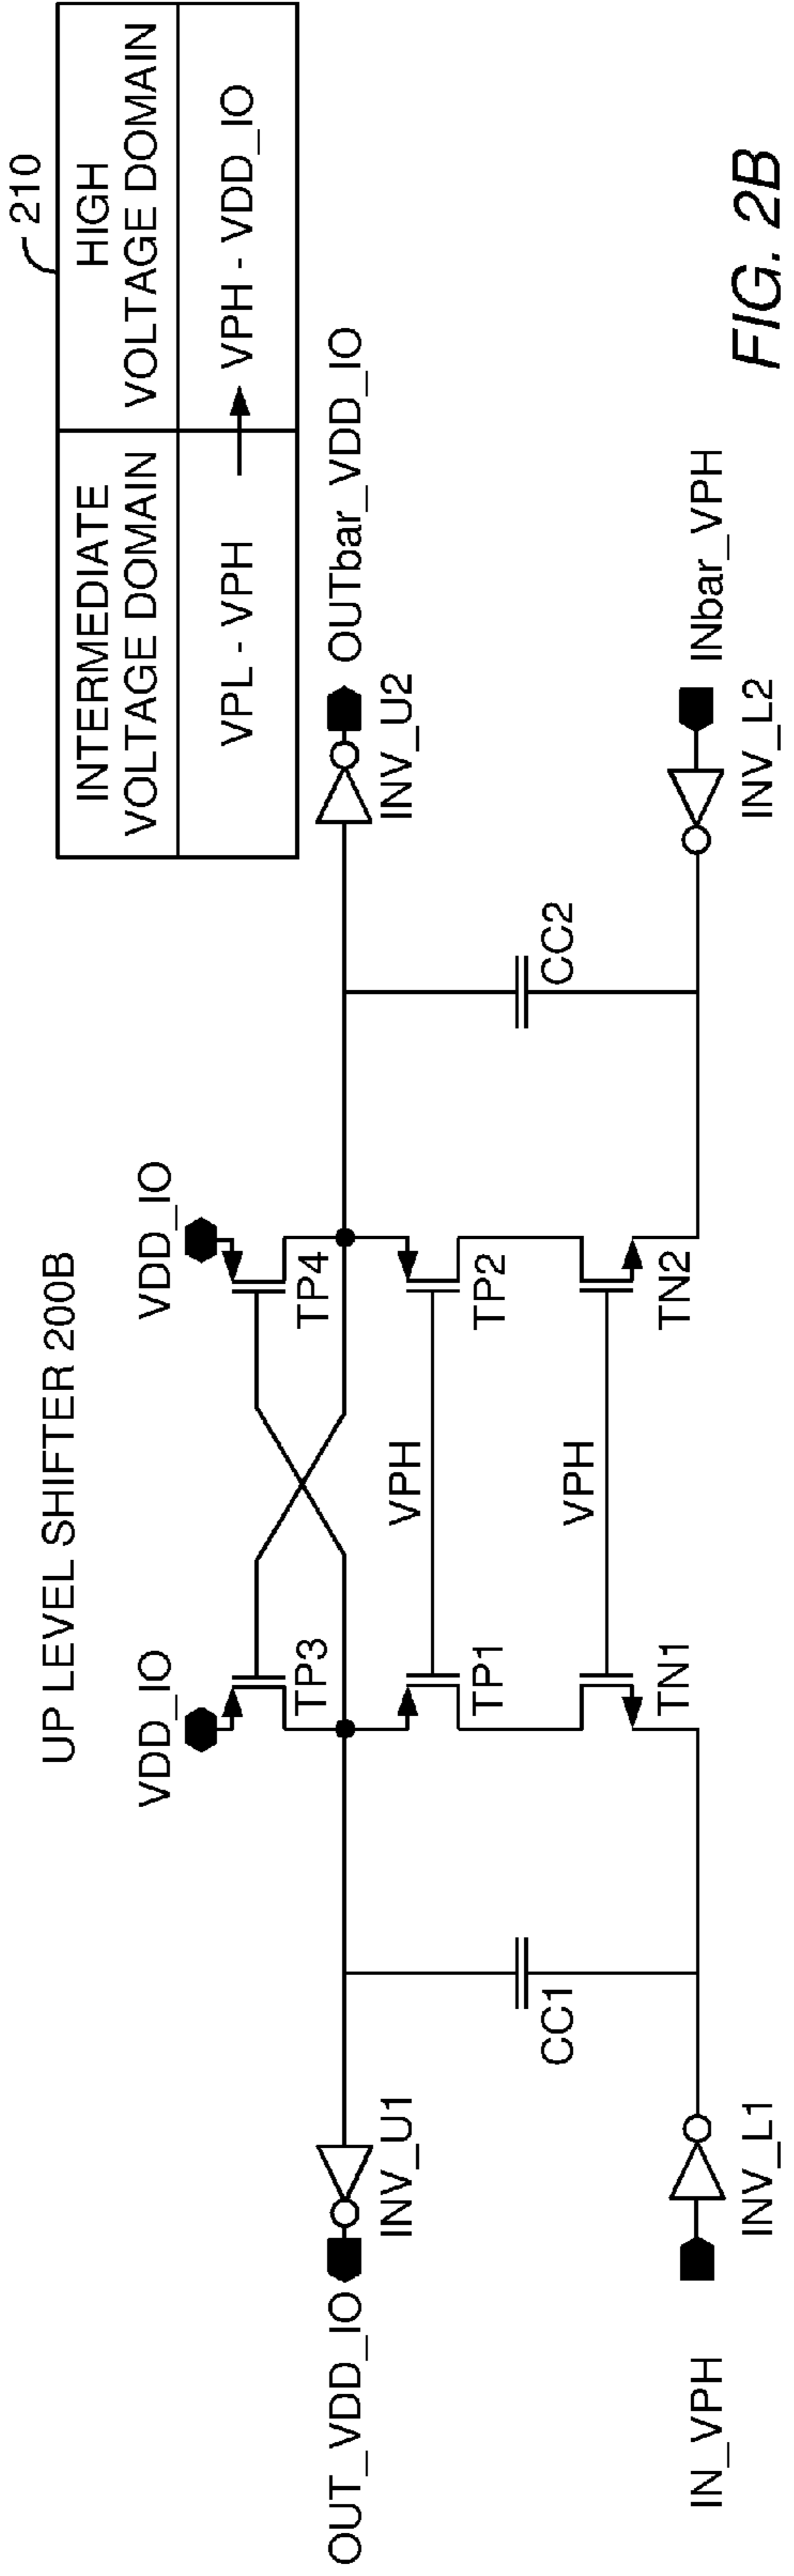 UP LEVEL SHIFTER 200B
210
INTERMEDIATE VOLTAGE DOMAIN
HIGH VOLTAGE DOMAIN
VPL - VPH
VPH - VDD_IO
VDD_IO
VDD_IO
TP3
TP4
OUT_VDD_IO
INV_U1
INV_U2
OUTbar_VDD_IO
VPH
TP1
TP2
CC1
CC2
VPH
TN1
TN2
IN_VPH
INV_L1
INV_L2
INbar_VPH
FIG. 2B